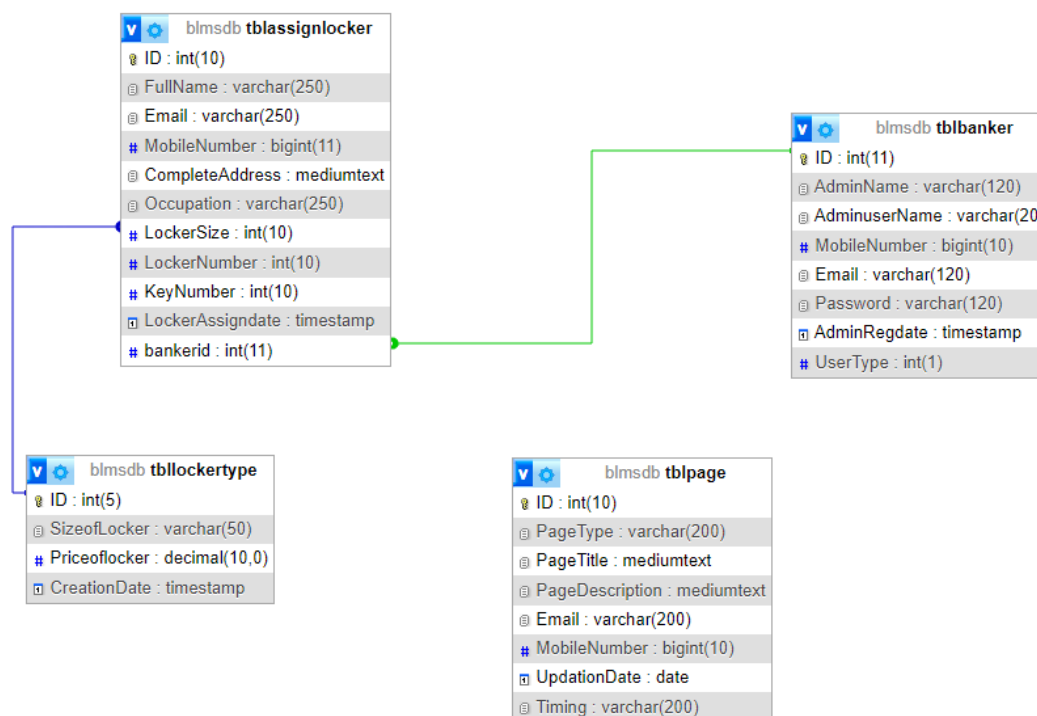 v blmsdb tblassignlocker
ID : int(10)
FullName : varchar(250)
Email : varchar(250)
# MobileNumber : bigint(11)
CompleteAddress : mediumtext
Occupation : varchar(250)
# LockerSize : int(10)
# LockerNumber : int(10)
# KeyNumber : int(10)
LockerAssigndate : timestamp
# bankerid : int(11)
v blmsdb tblbanker
ID : int(11)
AdminName : varchar(120)
AdminuserName : varchar(20
# MobileNumber : bigint(10)
Email : varchar(120)
Password : varchar(120)
AdminRegdate : timestamp
# UserType : int(1)
v blmsdb tbllockertype
ID : int(5)
SizeofLocker : varchar(50)
# Priceoflocker : decimal(10,0)
CreationDate : timestamp
v blmsdb tblpage
ID : int(10)
PageType : varchar(200)
PageTitle : mediumtext
PageDescription : mediumtext
Email : varchar(200)
# MobileNumber : bigint(10)
UpdationDate : date
Timing : varchar(200)